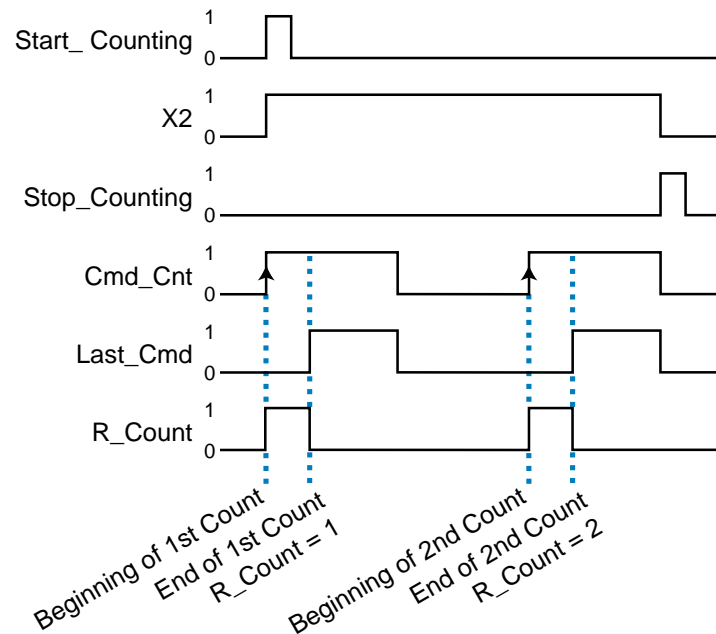 Start_ Counting
1
0
X2
1
0
Stop_Counting
1
0
Cmd_Cnt
1
0
Last_Cmd
1
0
R_Count
1
0
Beginning of 1st Count
End of 1st Count
R_Count = 1
Beginning of 2nd Count
End of 2nd Count
R_Count = 2